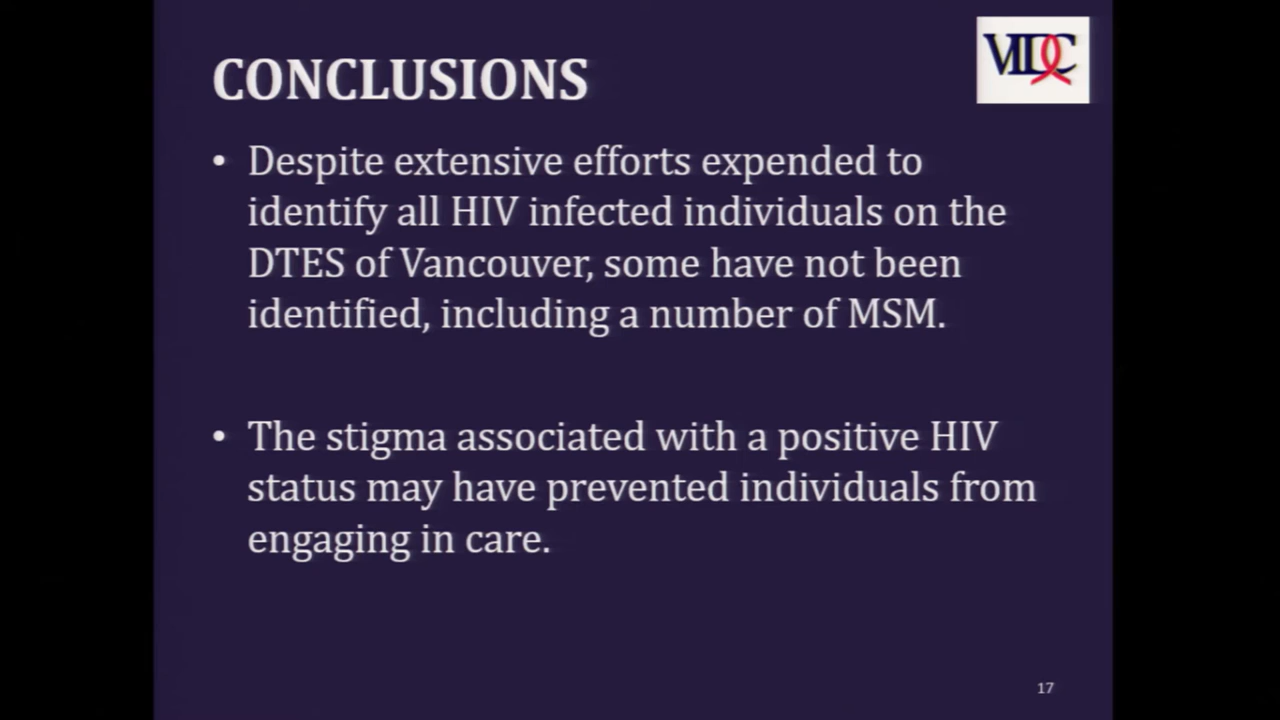 CONCLUSIONS
VIDC
• Despite extensive efforts expended to
identify all HIV infected individuals on the
DTES of Vancouver, some have not been
identified, including a number of MSM.
• The stigma associated with a positive HIV
status may have prevented individuals from
engaging in care.
17